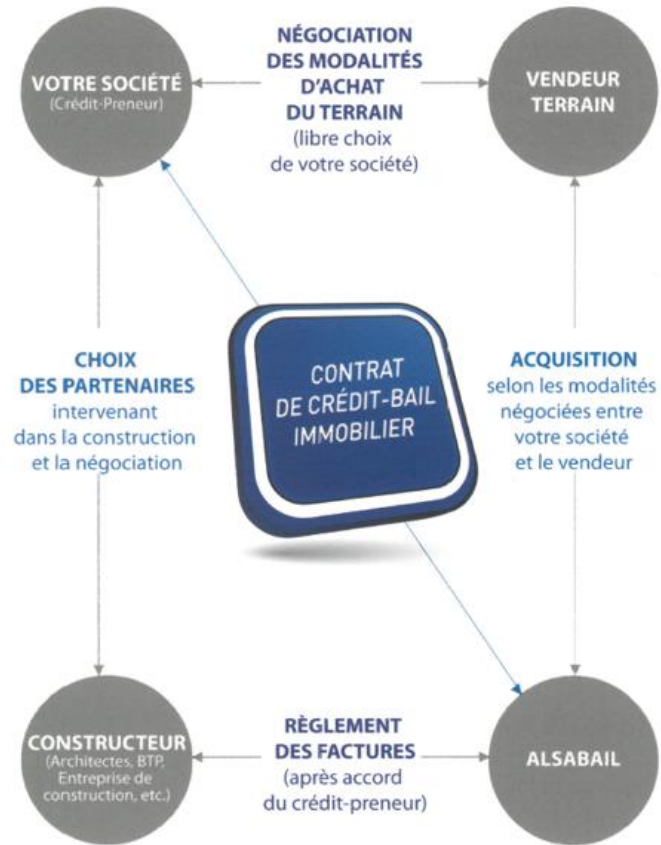 VOTRE SOCIÉTÉ
(Crédit-Preneur)
NÉGOCIATION
DES MODALITÉS
D'ACHAT
DU TERRAIN
(libre choix
de votre société)
VENDEUR
TERRAIN
CHOIX
DES PARTENAIRES
intervenant
dans la construction
et la négociation
CONTRAT
DE CRÉDIT-BAIL
IMMOBILIER
ACQUISITION
selon les modalités
négociées entre
votre société
et le vendeur
CONSTRUCTEUR
(Architectes, BTP,
Entreprise de
construction, etc.)
RÈGLEMENT
DES FACTURES
(après accord
du crédit-preneur)
ALSABAIL